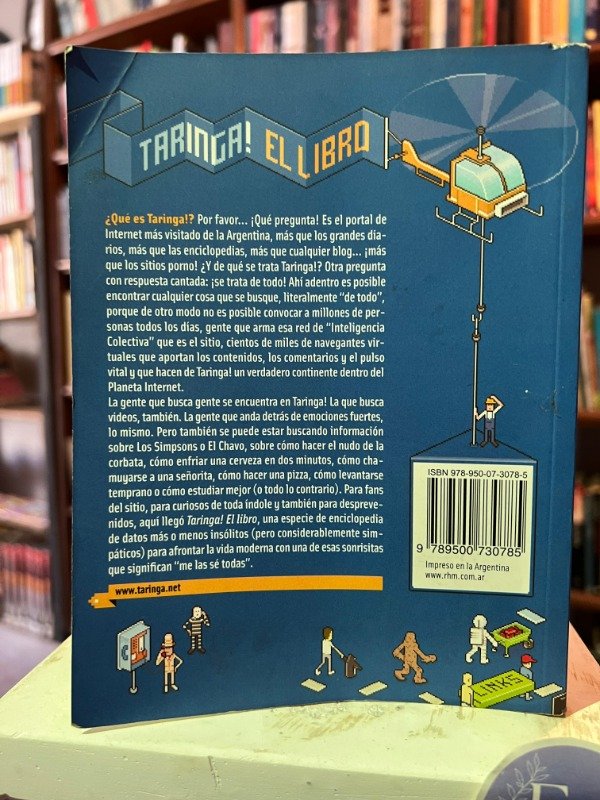 TARINGA! EL LIBRO
¿Qué es Taringa!? Por favor... ¡Qué pregunta! Es el portal de
Internet más visitado de la Argentina, más que los grandes dia-
rios, más que las enciclopedias, más que cualquier blog... ¡más
que los sitios porno! ¿Y de qué se trata Taringa!? Otra pregunta
con respuesta cantada: ¡se trata de todo! Ahí adentro es posible
encontrar cualquier cosa que se busque, literalmente “de todo”,
porque de otro modo no es posible convocar a millones de per-
sonas todos los días, gente que arma esa red de “Inteligencia
Colectiva” que es el sitio, cientos de miles de navegantes vir-
tuales que aportan los contenidos, los comentarios y el pulso
vital y que hacen de Taringa! un verdadero continente dentro del
Planeta Internet.
La gente que busca gente se encuentra en Taringa! La que busca
videos, también. La gente que anda detrás de emociones fuertes,
lo mismo. Pero también se puede estar buscando información
sobre Los Simpsons o El Chavo, sobre cómo hacer el nudo de la
corbata, cómo enfriar una cerveza en dos minutos, cómo cha-
muyarse a una señorita, cómo hacer una pizza, cómo levantarse
temprano o cómo estudiar mejor (o todo lo contrario). Para fans
del sitio, para curiosos de toda índole y también para despreve-
nidos, aquí llegó Taringa! El libro, una especie de enciclopedia
de datos más o menos insólitos (pero considerablemente sim-
páticos) para afrontar la vida moderna con una de esas sonrisitas
que significan “me las sé todas”.
www.taringa.net
ISBN 978-950-07-3078-5
9 789500 730785
Impreso en la Argentina
www.rhm.com.ar
LINKS